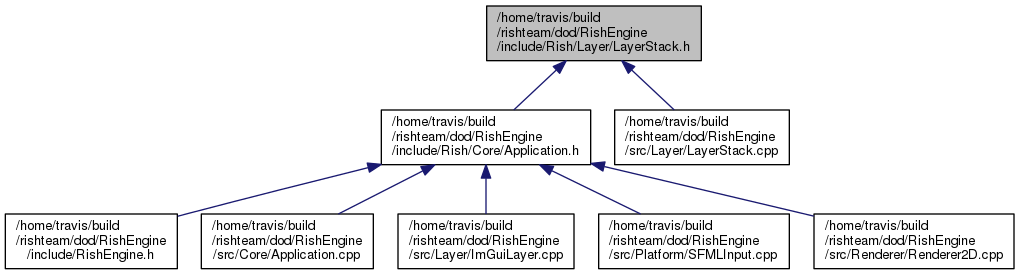 /home/travis/build
/rishteam/dod/RishEngine
/include/Rish/Layer/LayerStack.h
/home/travis/build
/rishteam/dod/RishEngine
/include/Rish/Core/Application.h
/home/travis/build
/rishteam/dod/RishEngine
/src/Layer/LayerStack.cpp
/home/travis/build
/rishteam/dod/RishEngine
/include/RishEngine.h
/home/travis/build
/rishteam/dod/RishEngine
/src/Core/Application.cpp
/home/travis/build
/rishteam/dod/RishEngine
/src/Layer/ImGuiLayer.cpp
/home/travis/build
/rishteam/dod/RishEngine
/src/Platform/SFMLInput.cpp
/home/travis/build
/rishteam/dod/RishEngine
/src/Renderer/Renderer2D.cpp